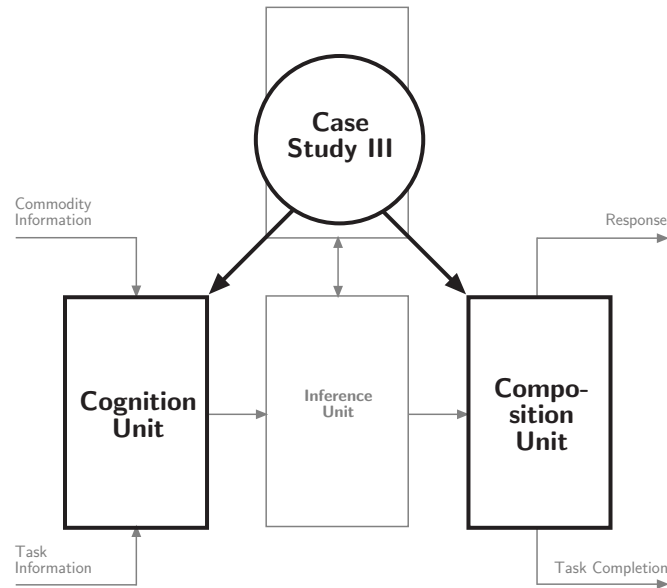 Case
Study III
Commodity
Information
Response
Cognition
Unit
Inference
Unit
Compo-
sition
Unit
Task
Information
Task Completion